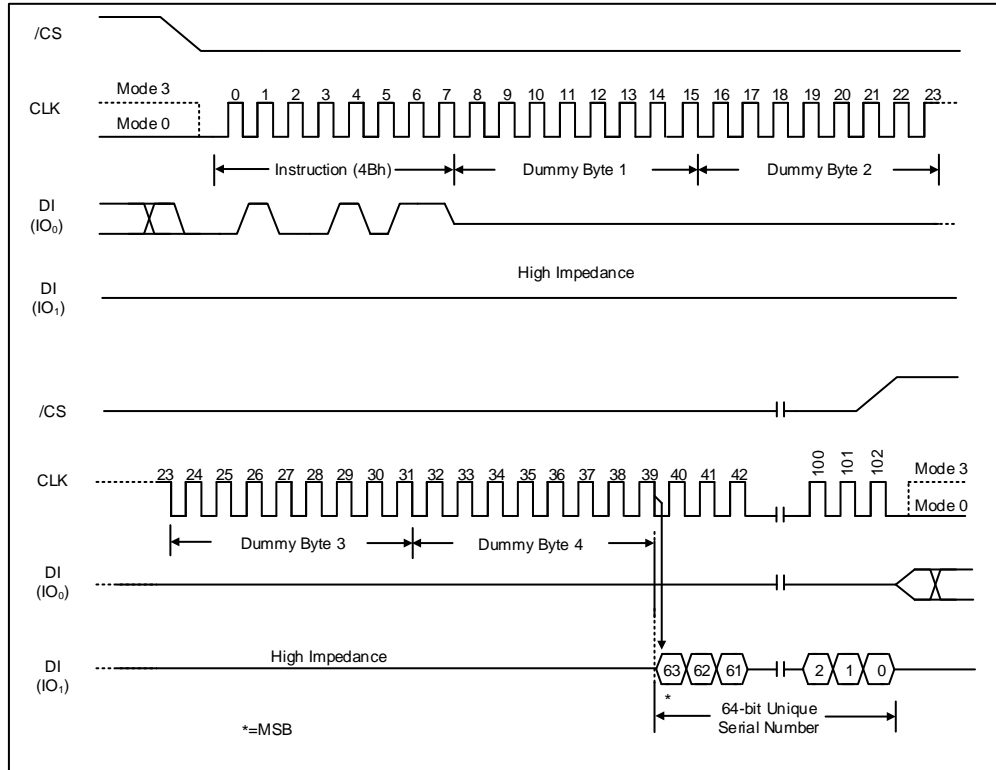 /CS
Mode 3
CLK
Mode 0
0 1 2 3 4 5 6 7 8 9 10 11 12 13 14 15 16 17 18 19 20 21 22 23
Instruction (4Bh) Dummy Byte 1 Dummy Byte 2
DI
(IO₀)
High Impedance
DI
(IO₁)
/CS
CLK
23 24 25 26 27 28 29 30 31 32 33 34 35 36 37 38 39 40 41 42 100 101 102
Mode 3
Mode 0
Dummy Byte 3 Dummy Byte 4
DI
(IO₀)
DI
(IO₁)
High Impedance
63 62 61 2 1 0
*
64-bit Unique
Serial Number
*=MSB